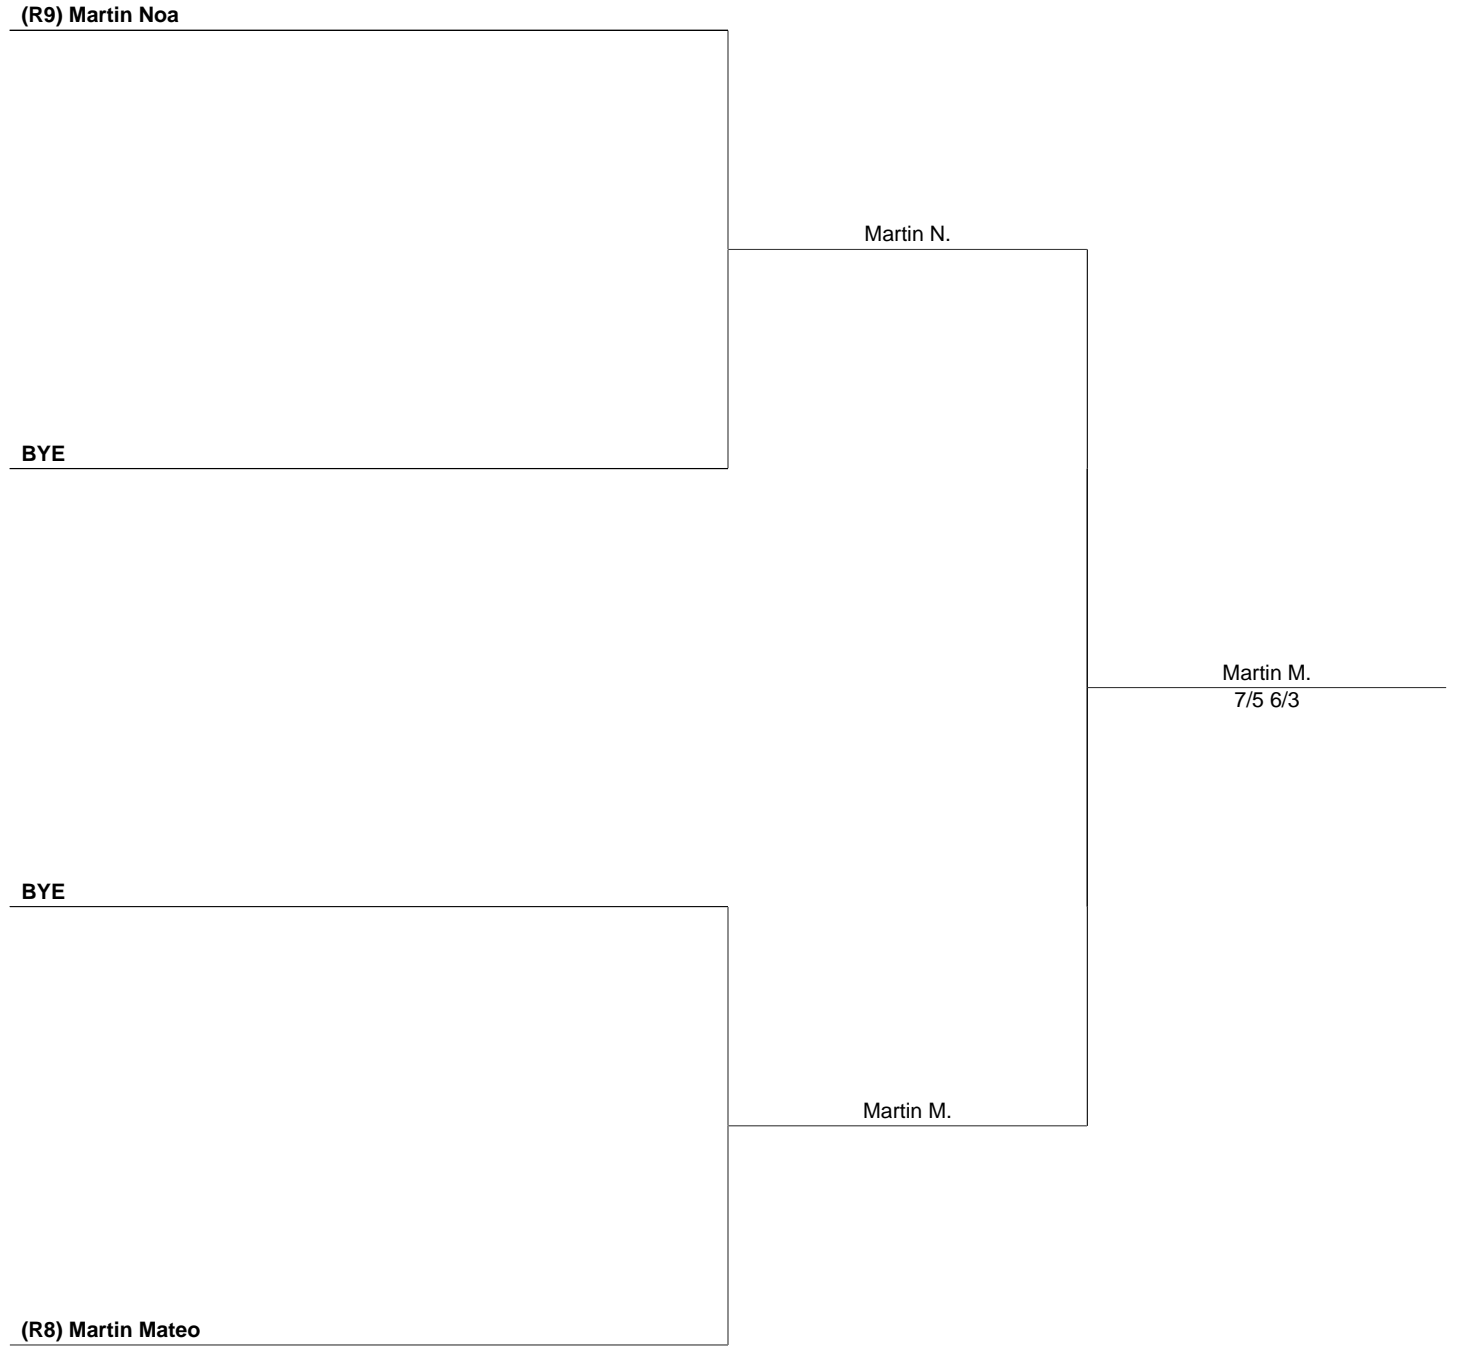 (R9) Martin Noa
Martin N.
BYE
Martin M.
7/5 6/3
BYE
Martin M.
(R8) Martin Mateo